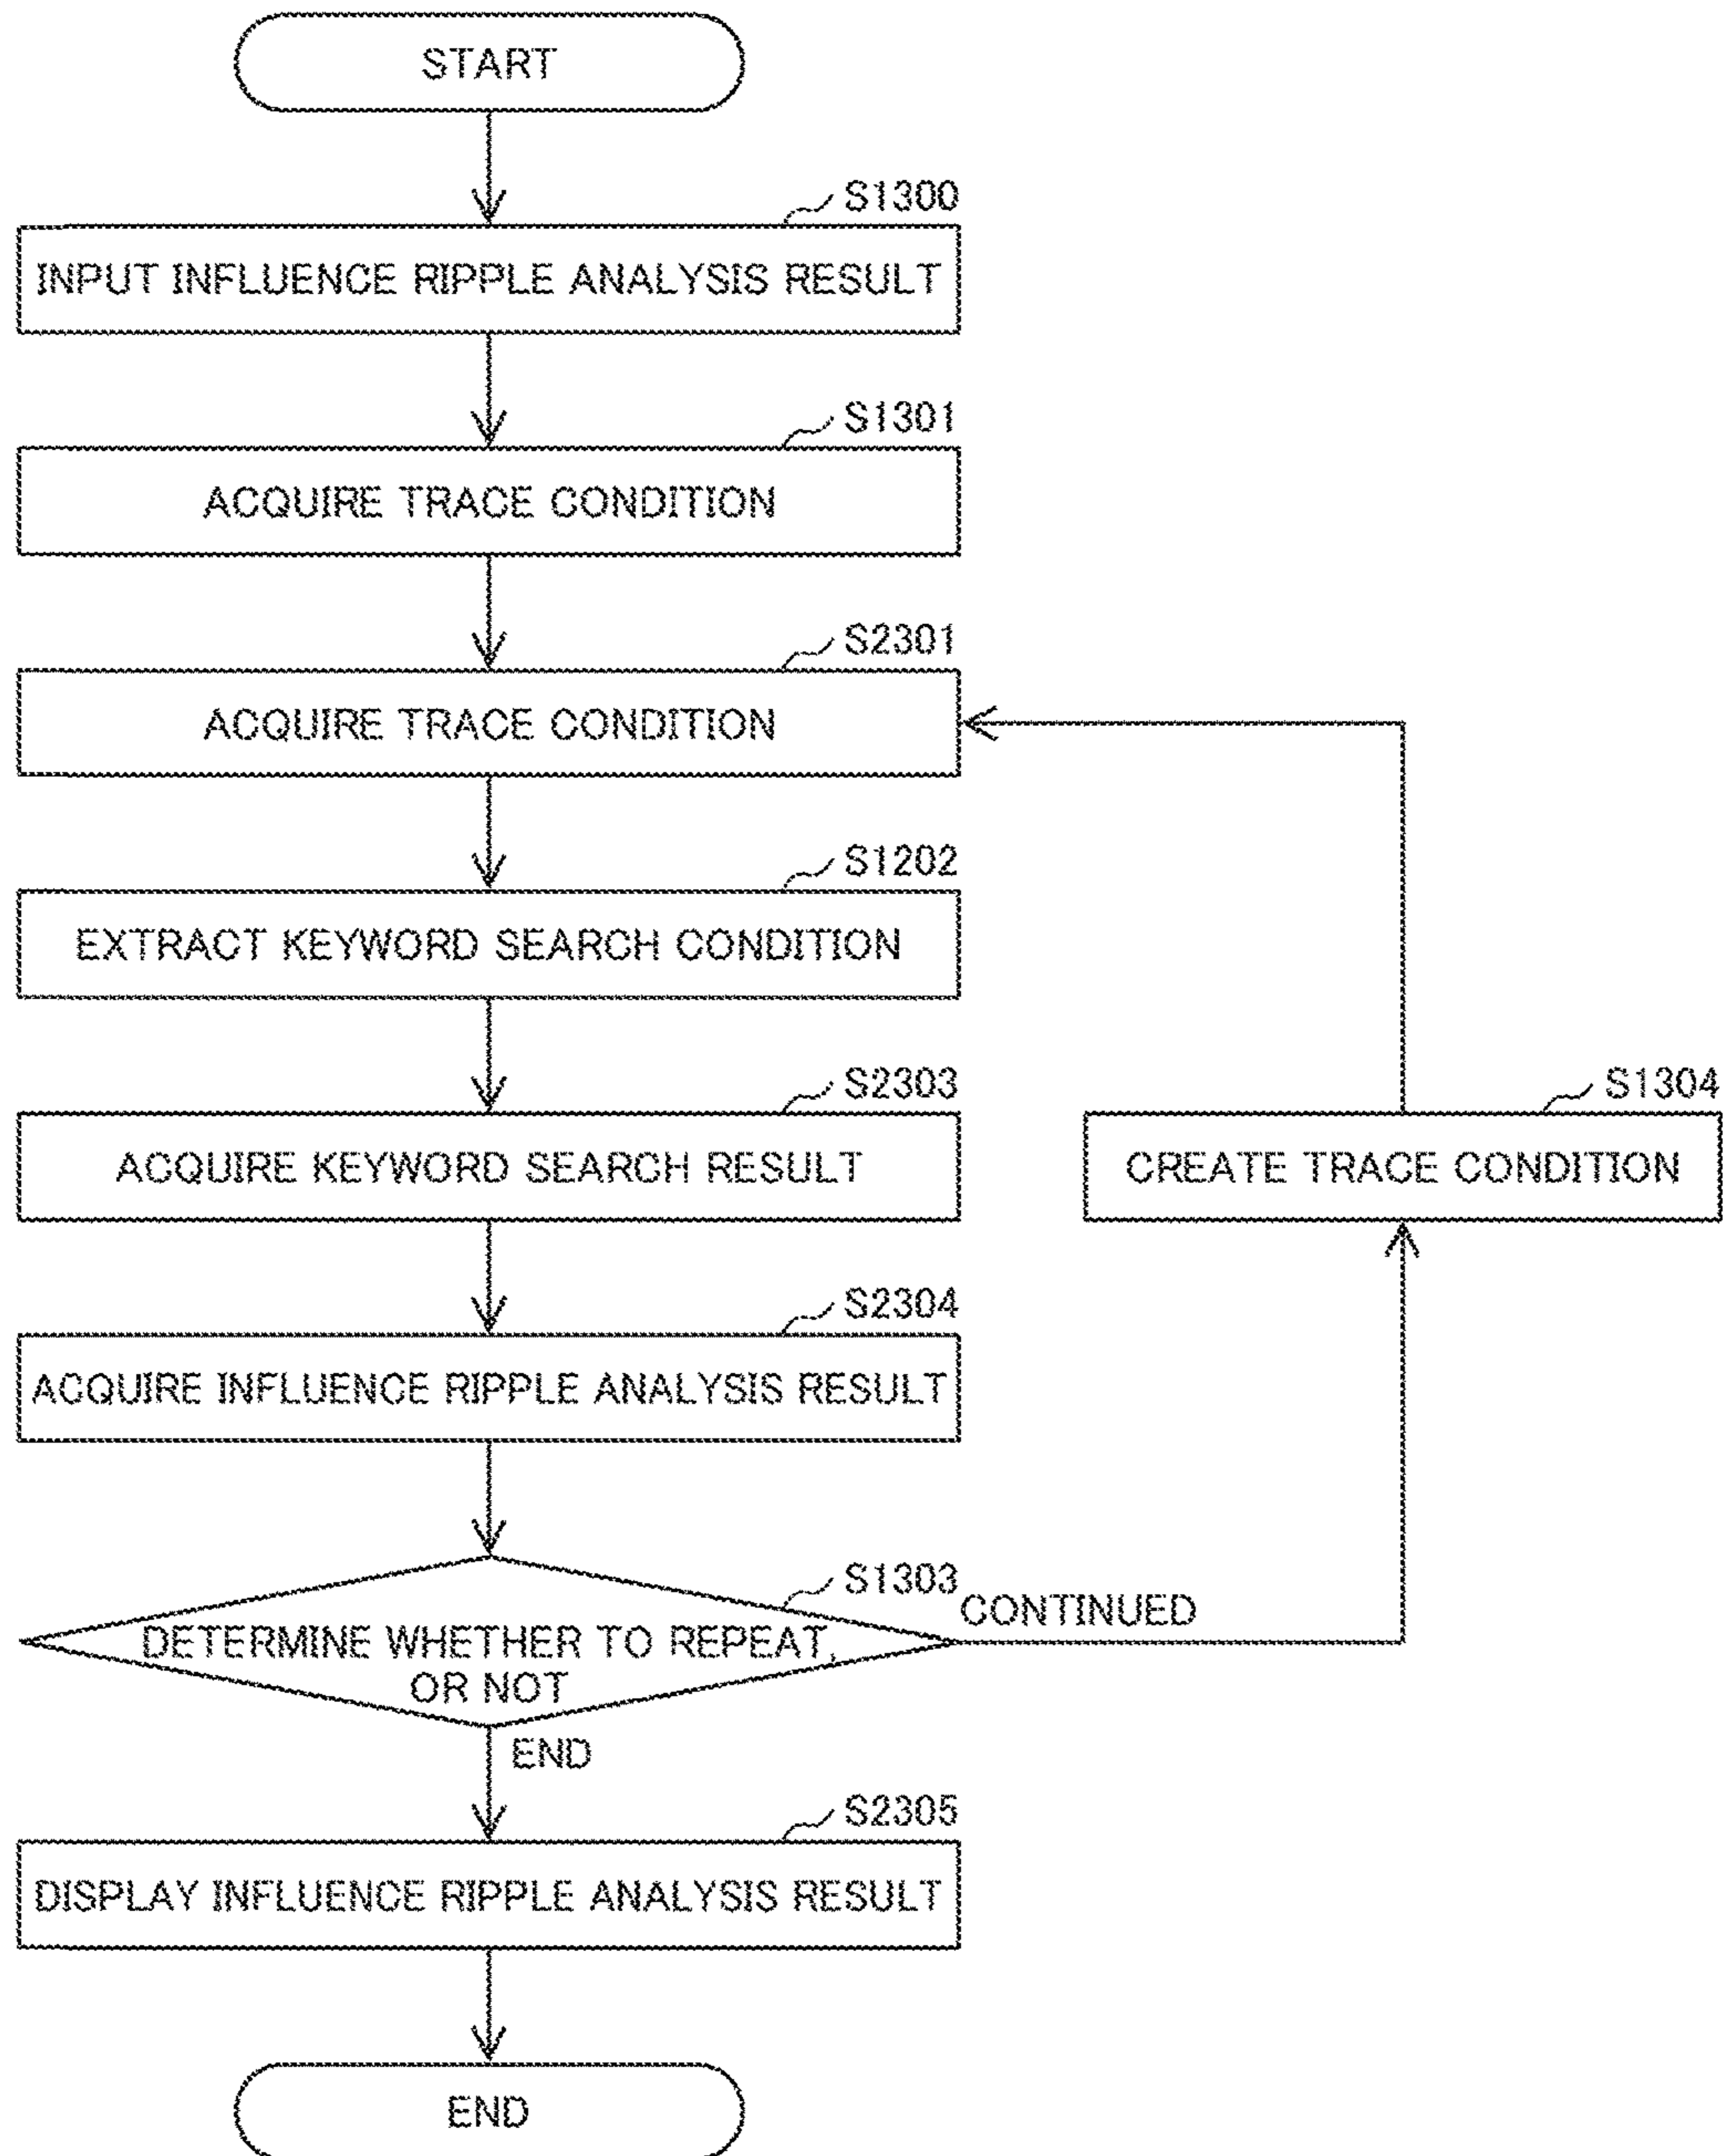 START
S1300
INPUT INFLUENCE RIPPLE ANALYSIS RESULT
S1301
ACQUIRE TRACE CONDITION
S2301
ACQUIRE TRACE CONDITION
S1202
EXTRACT KEYWORD SEARCH CONDITION
S2303
ACQUIRE KEYWORD SEARCH RESULT
S1304
CREATE TRACE CONDITION
S2304
ACQUIRE INFLUENCE RIPPLE ANALYSIS RESULT
S1303
CONTINUED
DETERMINE WHETHER TO REPEAT,
OR NOT
END
S2305
DISPLAY INFLUENCE RIPPLE ANALYSIS RESULT
END